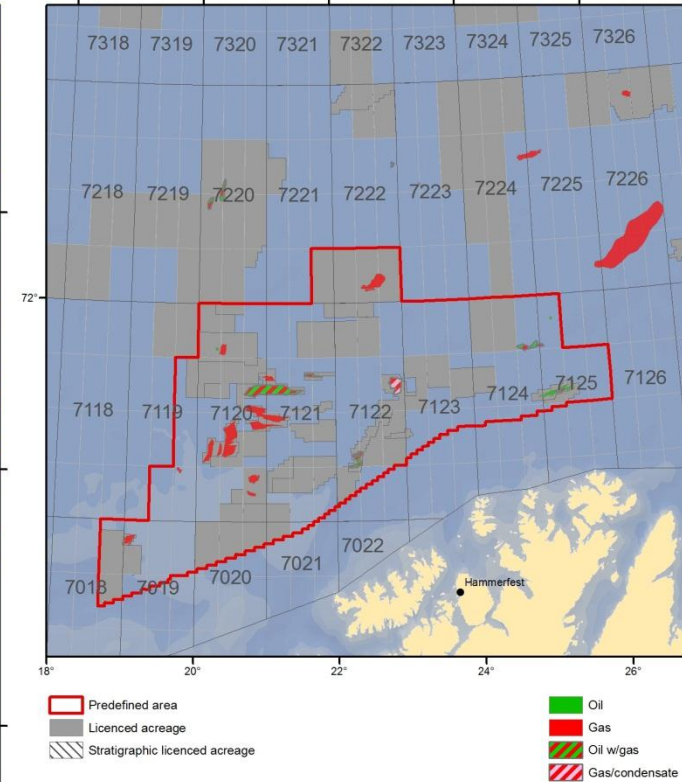 7318 7319 7320 7321 7322 7323 7324 7325 7326
7218 7219 7220 7221 7222 7223 7224 7225 7226
72°
7118 7119 7120 7121 7122 7123 7124 7125 7126
7018 7019 7020 7021 7022
Hammerfest
18° 20° 22° 24° 26°
Predefined area
Licenced acreage
Stratigraphic licenced acreage
Oil
Gas
Oil w/gas
Gas/condensate